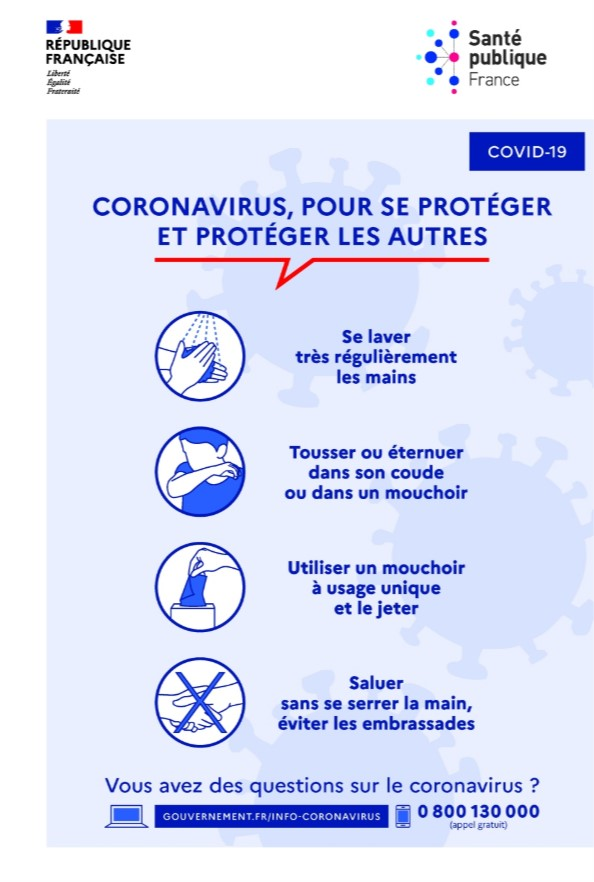 RÉPUBLIQUE
FRANÇAISE
Liberté
Égalité
Fraternité
Santé
publique
France
COVID-19
CORONAVIRUS, POUR SE PROTÉGER
ET PROTÉGER LES AUTRES
Se laver
très régulièrement
les mains
Tousser ou éternuer
dans son coude
ou dans un mouchoir
Utiliser un mouchoir
à usage unique
et le jeter
Saluer
sans se serrer la main,
éviter les embrassades
Vous avez des questions sur le coronavirus ?
GOUVERNEMENT.FR/INFO-CORONAVIRUS
0 800 130 000
(appel gratuit)